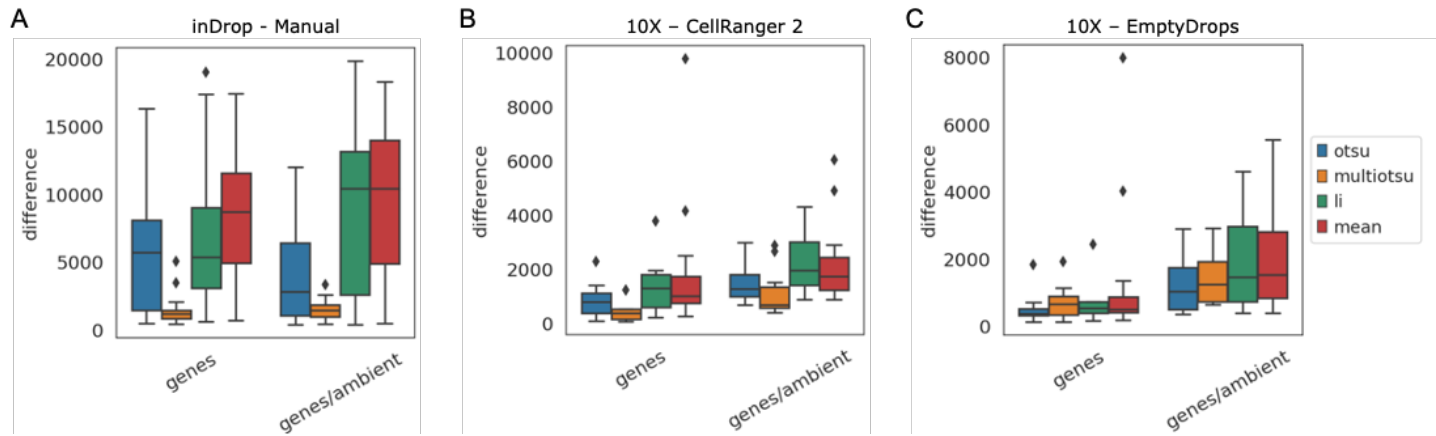 A
inDrop - Manual
20000
15000
10000
5000
0
difference
genes
genes/ambient
B
10X – CellRanger 2
10000
8000
6000
4000
2000
0
difference
genes
genes/ambient
C
10X – EmptyDrops
8000
6000
4000
2000
0
difference
genes
genes/ambient
otsu
multiotsu
li
mean